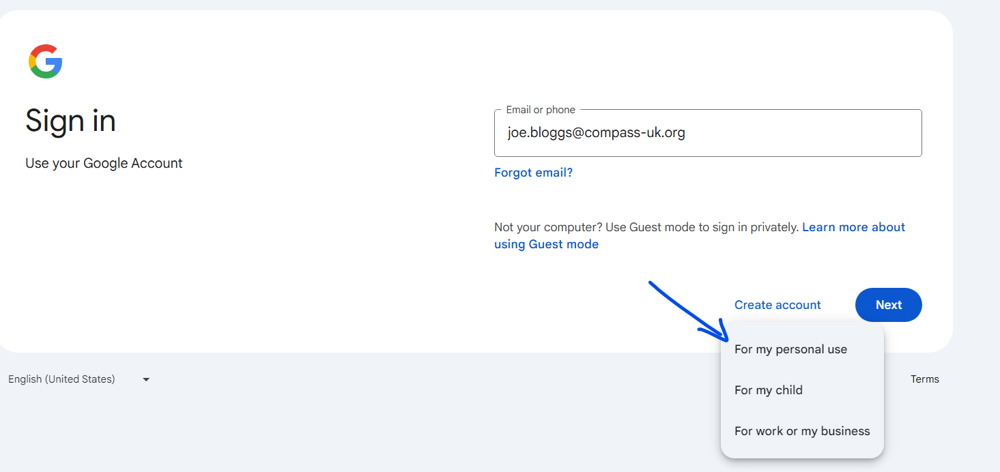 Sign in
Use your Google Account
Email or phone
joe.bloggs@compass-uk.org
Forgot email?
Not your computer? Use Guest mode to sign in privately. Learn more about
using Guest mode
Create account
Next
For my personal use
For my child
For work or my business
English (United States)
Terms